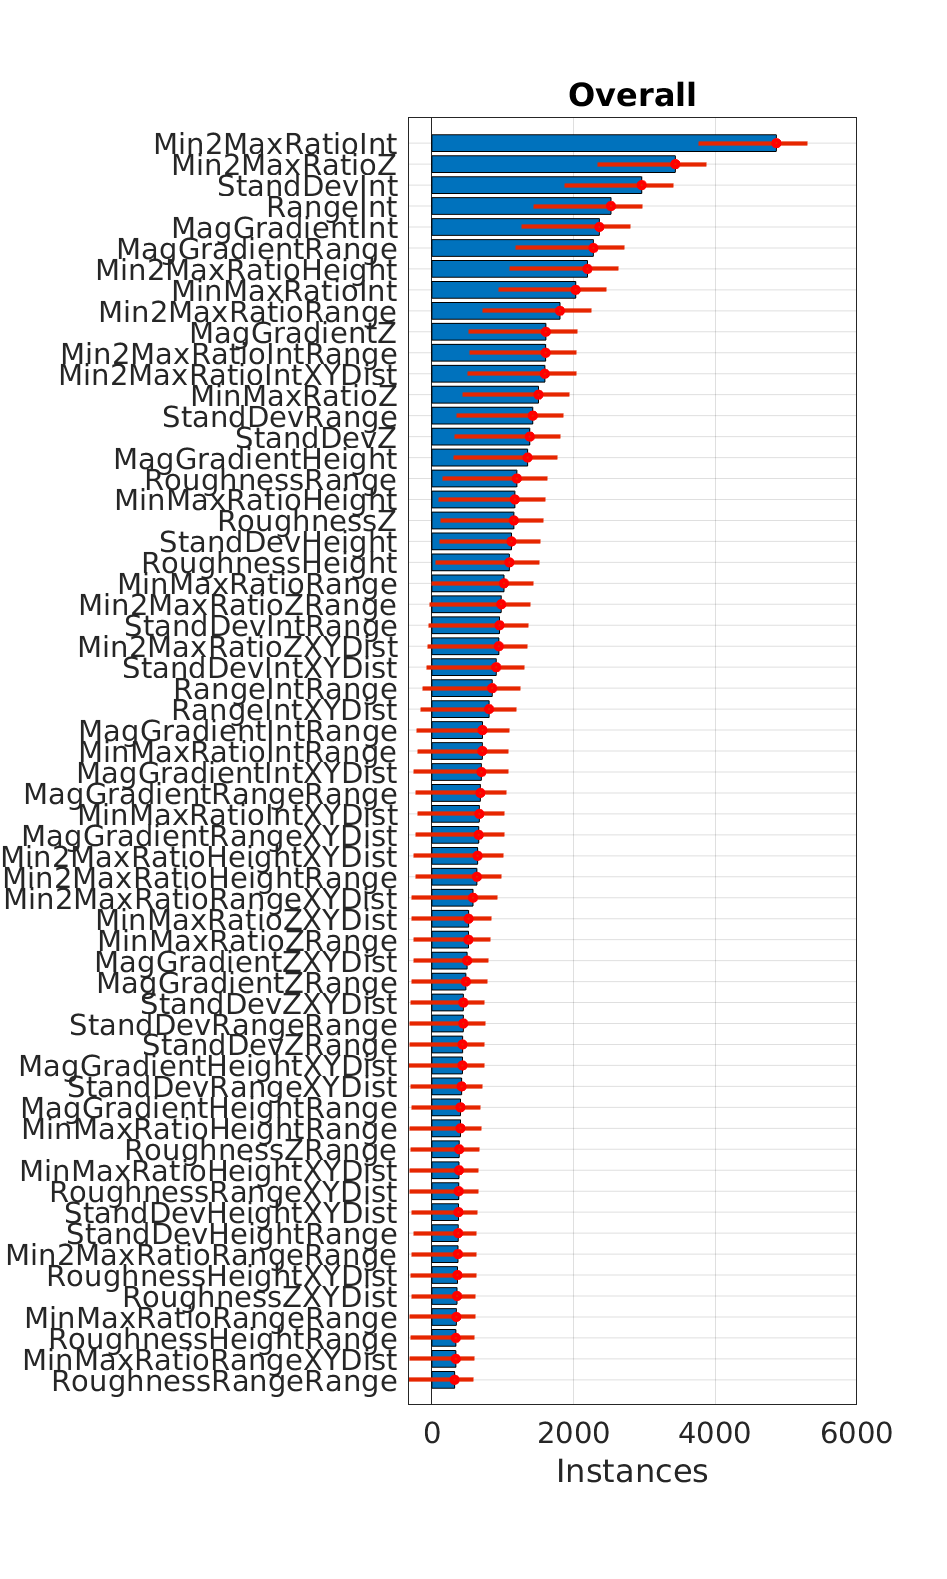 Overall
Min2MaxRatioInt
Min2MaxRatioZ
StandDevInt
RangeInt
MagGradientInt
MagGradientRange
Min2MaxRatioHeight
MinMaxRatioInt
Min2MaxRatioRange
MagGradientZ
Min2MaxRatioIntRange
Min2MaxRatioIntXYDist
MinMaxRatioZ
StandDevRange
StandDevZ
MagGradientHeight
RoughnessRange
MinMaxRatioHeight
RoughnessZ
StandDevHeight
RoughnessHeight
MinMaxRatioRange
Min2MaxRatioZRange
StandDevIntRange
Min2MaxRatioZXYDist
StandDevIntXYDist
RangeIntRange
RangeIntXYDist
MagGradientIntRange
MinMaxRatioIntRange
MagGradientIntXYDist
MagGradientRangeRange
MinMaxRatioIntXYDist
MagGradientRangeXYDist
Min2MaxRatioHeightXYDist
Min2MaxRatioHeightRange
Min2MaxRatioRangeXYDist
MinMaxRatioZXYDist
MinMaxRatioZRange
MagGradientZXYDist
MagGradientZRange
StandDevZXYDist
StandDevRangeRange
StandDevZRange
MagGradientHeightXYDist
StandDevRangeXYDist
MagGradientHeightRange
MinMaxRatioHeightRange
RoughnessZRange
MinMaxRatioHeightXYDist
RoughnessRangeXYDist
StandDevHeightXYDist
StandDevHeightRange
Min2MaxRatioRangeRange
RoughnessHeightXYDist
RoughnessZXYDist
MinMaxRatioRangeRange
RoughnessHeightRange
MinMaxRatioRangeXYDist
RoughnessRangeRange
0 2000 4000 6000
Instances